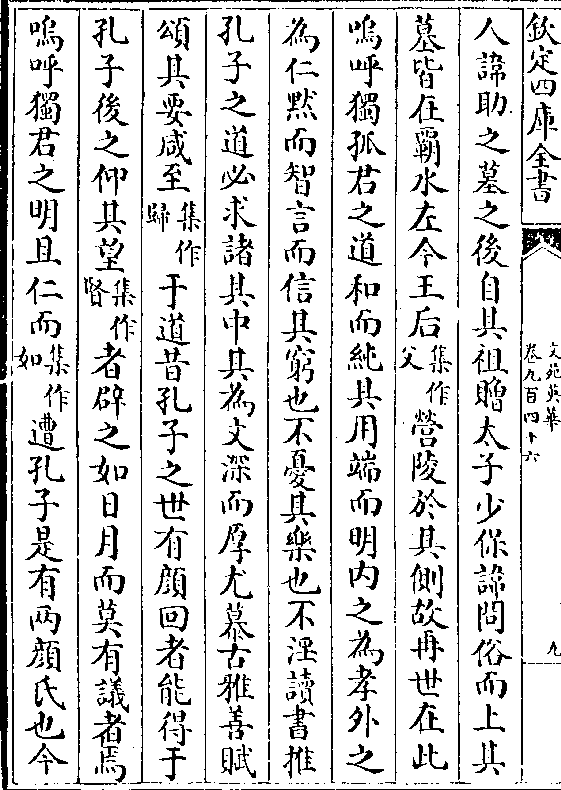 欽定四庫全書
文苑英華
卷九百四十六
九
人諱助之墓之後自其祖贈太子少保諱問俗而上其
墓皆在霸水左今王后集作父營陵於其側故再世在此
嗚呼獨孤君之道和而純其用端而明内之為孝外之
為仁黙而智言而信其窮也不憂其樂也不淫讀書推
孔子之道必求諸其中其為文深而厚尤慕古雅善賦
頌其要咸至集作歸于道昔孔子之世有顔回者能得于
孔子後之仰其望集作賢者辟之如日月而莫有議者焉
嗚呼獨君之明且仁而集作如遭孔子是有两顔氏也今